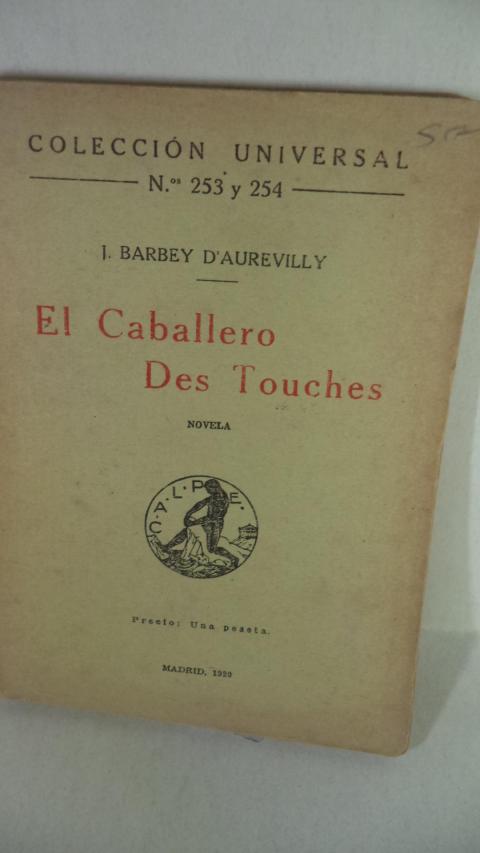 COLECCIÓN UNIVERSAL
N.ᵒˢ 253 y 254
J. BARBEY D'AUREVILLY
El Caballero
Des Touches
NOVELA
C·A·L·P·E·
Precio: Una peseta.
MADRID, 1920